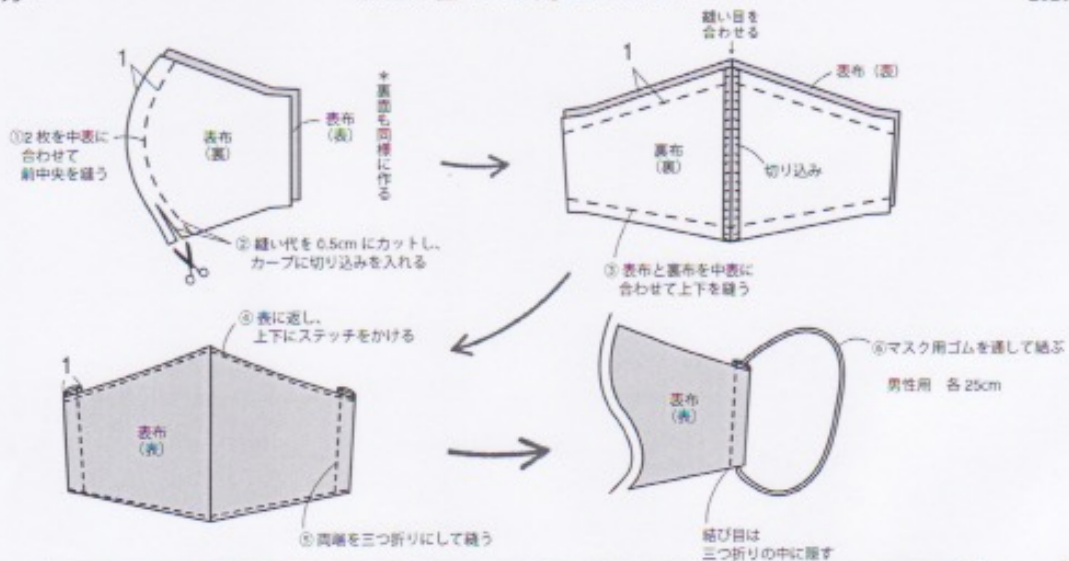 1
①2枚を中表に
合わせて
前中央を縫う
表布
(裏)
表布
(表)
*裏面も同様に作る
② 縫い代を 0.5cm にカットし、
カーブに切り込みを入れる
縫い目を
合わせる
1
表布(表)
裏布
(裏)
切り込み
③ 表布と裏布を中表に
合わせて上下を縫う
④ 表に返し、
上下にステッチをかける
1
表布
(表)
⑤ 両端を三つ折りにして縫う
表布
(表)
⑥マスク用ゴムを通して結ぶ
男性用 各 25cm
結び目は
三つ折りの中に隠す